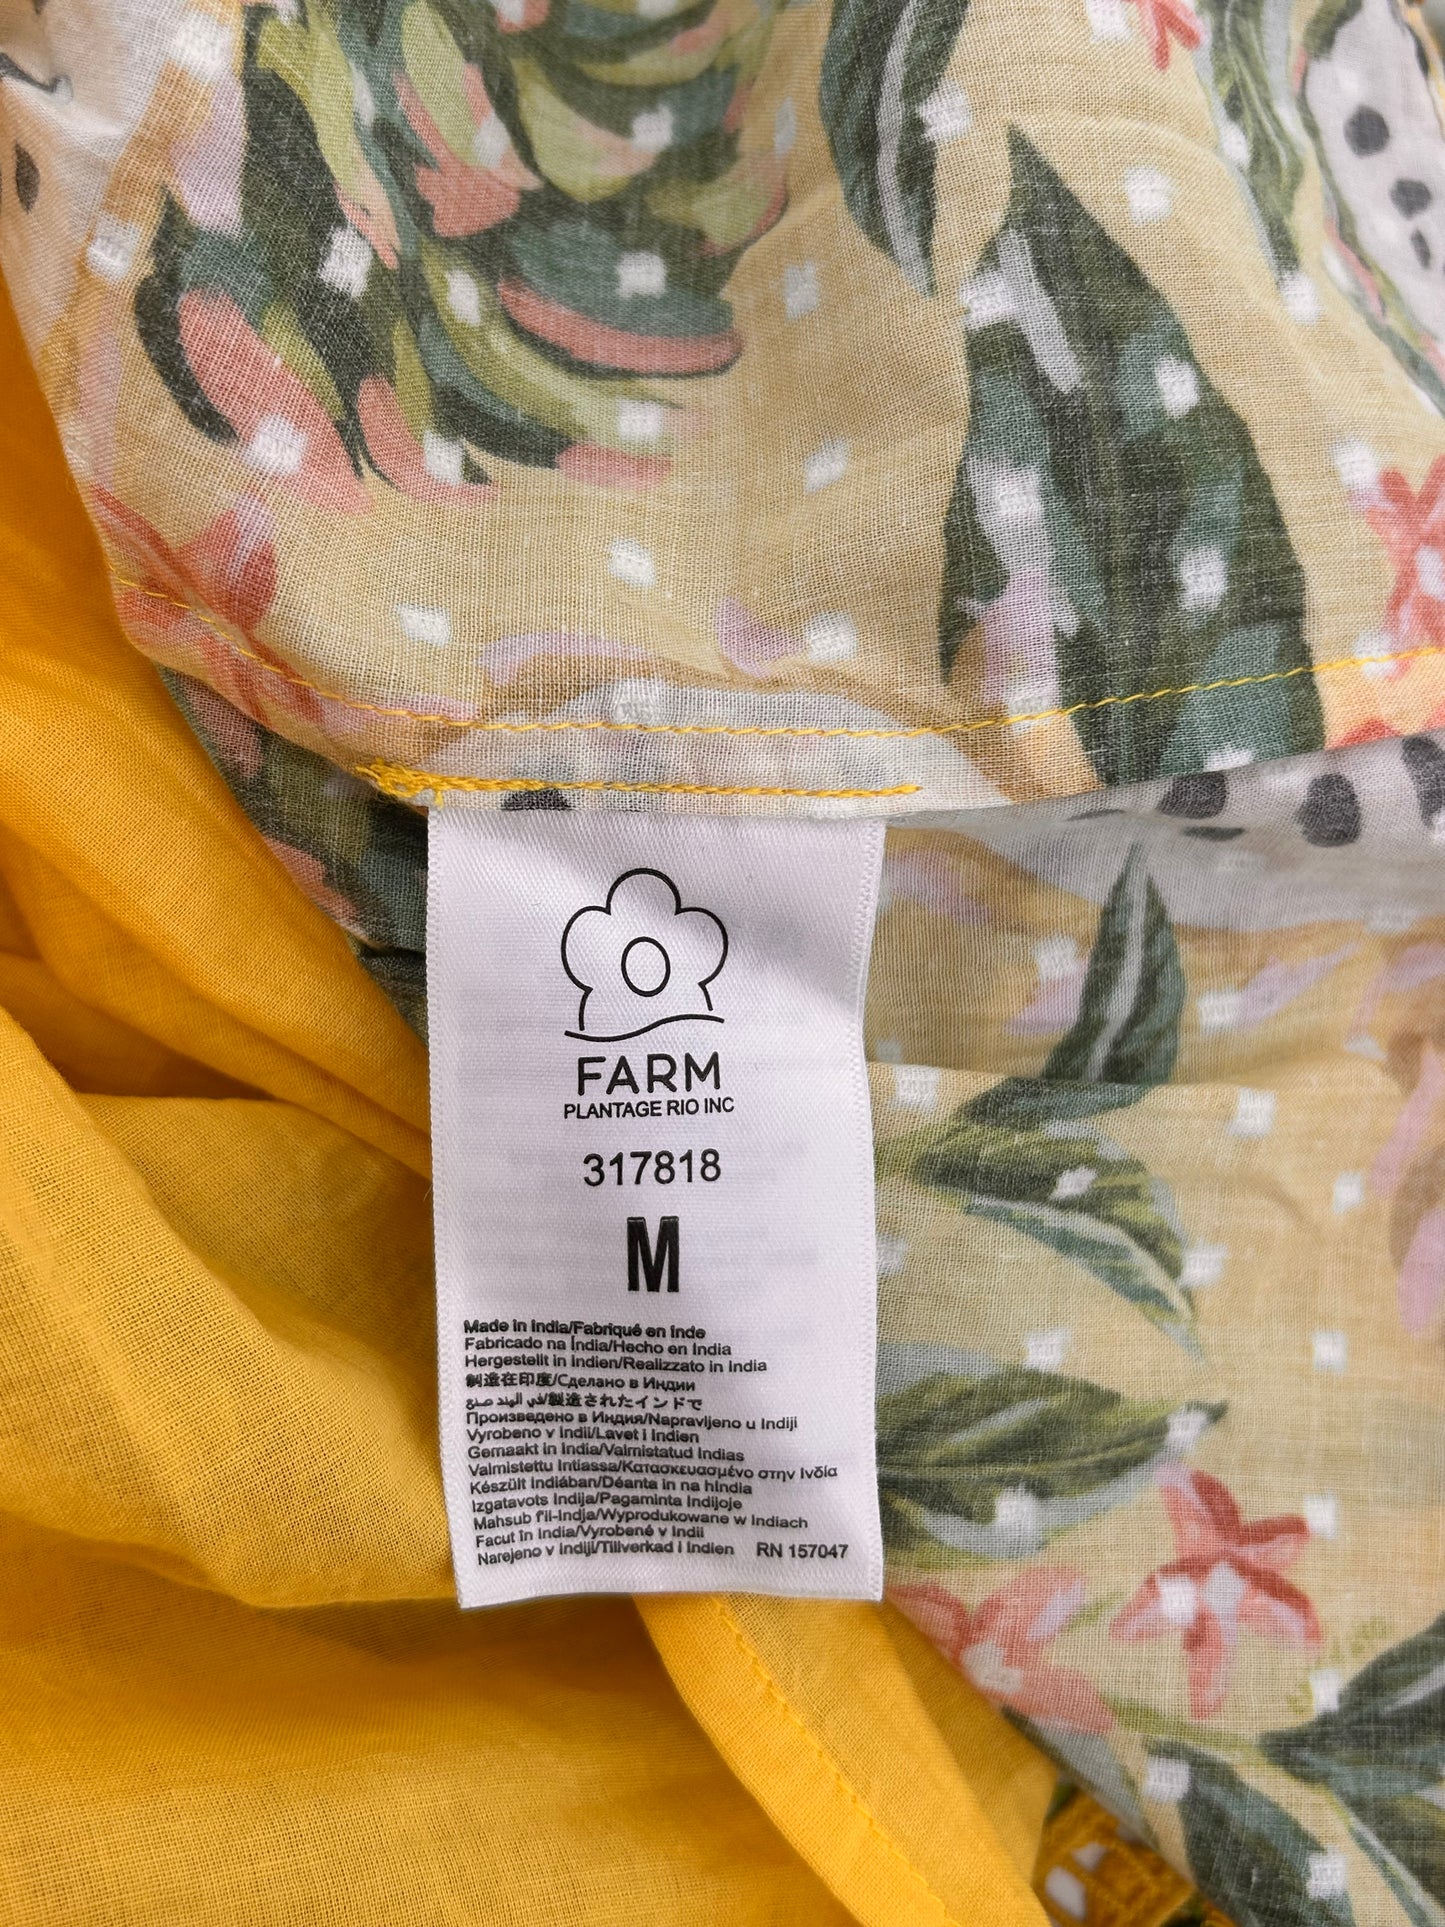 FARM
PLANTAGE RIO INC
317818
M
Made in India/Fabriqué en Inde
Fabricado na Índia/Hecho en India
Hergestellt in Indien/Realizzato in India
制造在印度/Сделано в Индии
في الهند صنع/製造されたインドで
Произведено в Индия/Napravljeno u Indiji
Vyrobeno v Indii/Lavet i Indien
Gemaakt in India/Valmistatud Indias
Valmistettu Intiassa/Κατασκευασμένο στην Ινδία
Készült Indiában/Déanta in na hIndia
Izgatavots Indija/Pagaminta Indijoje
Mahsub f'il-Indja/Wyprodukowane w Indiach
Facut în India/Vyrobené v Indii
Narejeno v Indiji/Tillverkad i Indien RN 157047